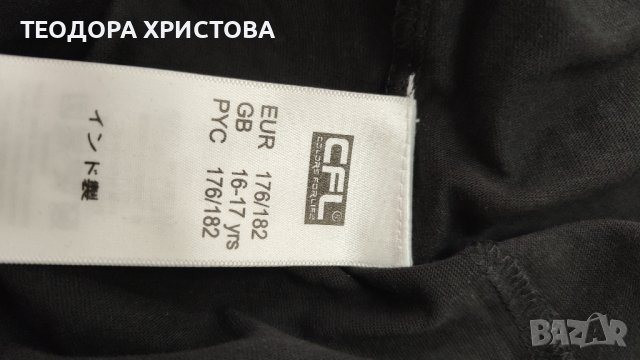 ТЕОДОРА ХРИСТОВА
CFL®
COLORS FOR LIFE
EUR 176/182
GB 16-17 yrs
PYC 176/182
インド製
BAZAR